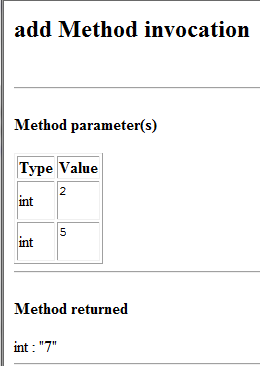 add Method invocation
Method parameter(s)
Type Value
int 2
int 5
Method returned
int : "7"